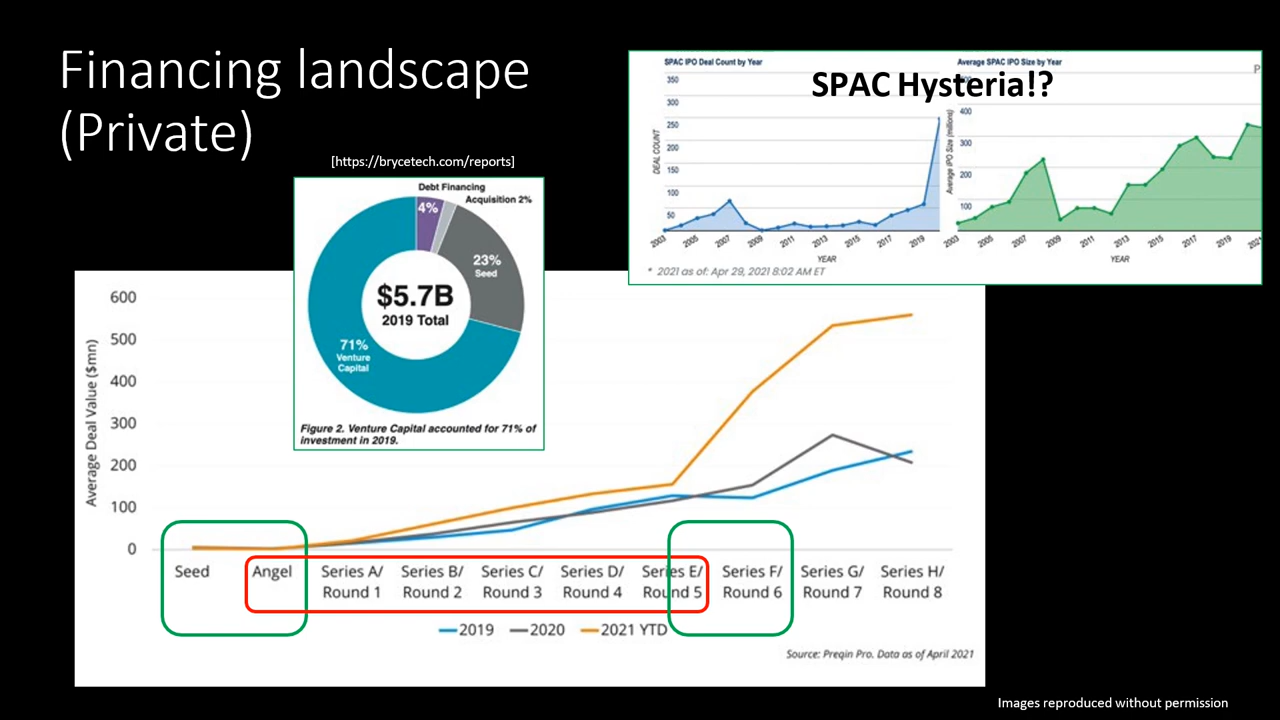 Financing landscape
(Private)
[https://brycetech.com/reports]
SPAC IPO Deal Count by Year
Average SPAC IPO Size by Year
SPAC Hysteria!?
P
350
300
250
200
150
100
50
DEAL COUNT
2003
2005
2007
2009
2011
2013
2015
2017
2019
YEAR
* 2021 as of: Apr 29, 2021 8:02 AM ET
400
300
200
100
Average IPO Size (millions)
2003
2005
2007
2009
2011
2013
2015
2017
2019
2021
YEAR
Debt Financing
Acquisition 2%
4%
23%
Seed
$5.7B
2019 Total
71%
Venture
Capital
Figure 2. Venture Capital accounted for 71% of
investment in 2019.
Average Deal Value ($mn)
600
500
400
300
200
100
0
Seed
Angel
Series A/
Round 1
Series B/
Round 2
Series C/
Round 3
Series D/
Round 4
Series E/
Round 5
Series F/
Round 6
Series G/
Round 7
Series H/
Round 8
2019
2020
2021 YTD
Source: Preqin Pro. Data as of April 2021
Images reproduced without permission